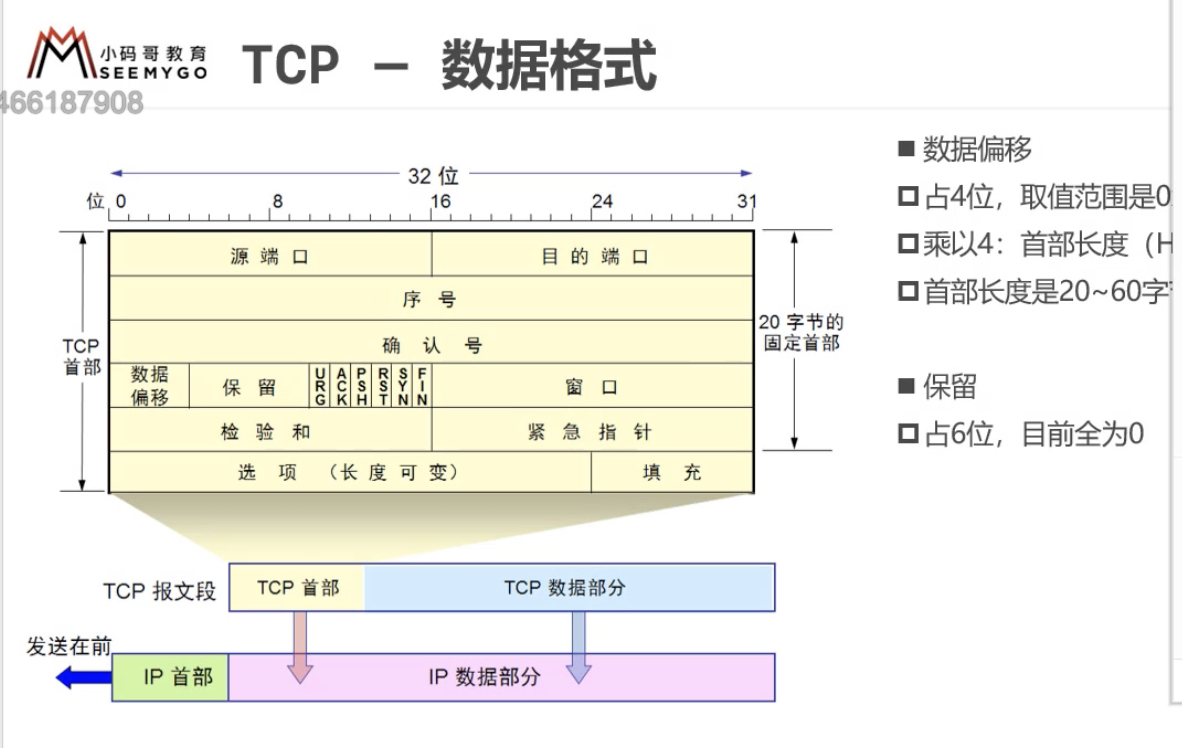 小码哥教育
SEEMYGO
TCP – 数据格式
466187908
32 位
位 0 8 16 24 31
源 端 口 目 的 端 口
序 号
确 认 号
TCP
首部
20 字节的
固定首部
数据
偏移
保 留
URG
ACK
PSH
RST
SYN
FIN
窗 口
检 验 和 紧 急 指 针
选 项 （长 度 可 变） 填 充
TCP 报文段
TCP 首部 TCP 数据部分
发送在前
IP 首部 IP 数据部分
■ 数据偏移
占4位，取值范围是0
乘以4：首部长度（H
首部长度是20~60字
■ 保留
占6位，目前全为0